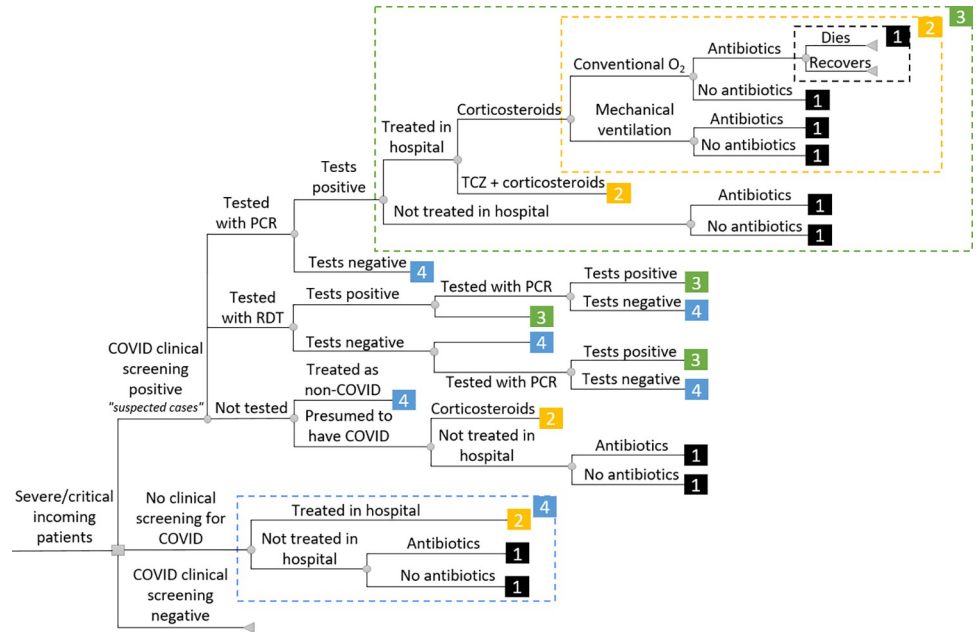 3
2
1
Dies
Antibiotics
Recovers
Conventional O₂
No antibiotics
1
Corticosteroids
Mechanical
ventilation
Antibiotics
1
No antibiotics
1
Treated in
hospital
TCZ + corticosteroids
2
Tests
positive
Not treated in hospital
Antibiotics
1
No antibiotics
1
Tested
with PCR
Tests negative
4
Tested
with RDT
Tests positive
Tested with PCR
Tests positive
3
Tests negative
4
3
Tests negative
4
Tested with PCR
Tests positive
3
Tests negative
4
COVID clinical
screening
positive
"suspected cases"
Not tested
Treated as
non-COVID
4
Presumed to
have COVID
Corticosteroids
2
Not treated in
hospital
Antibiotics
1
No antibiotics
1
Severe/critical
incoming
patients
No clinical
screening for
COVID
4
Treated in hospital
2
Not treated in
hospital
Antibiotics
1
No antibiotics
1
COVID clinical
screening
negative